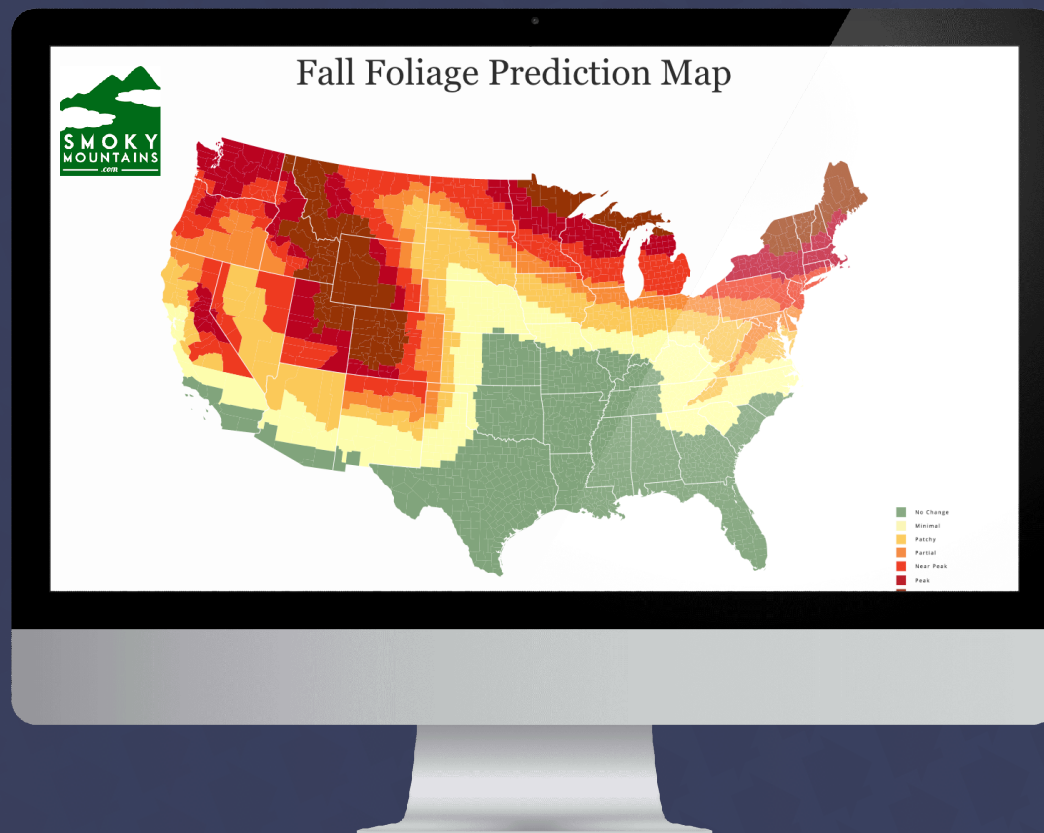 Fall Foliage Prediction Map
SMOKY
MOUNTAINS
.com
No Change
Minimal
Patchy
Partial
Near Peak
Peak